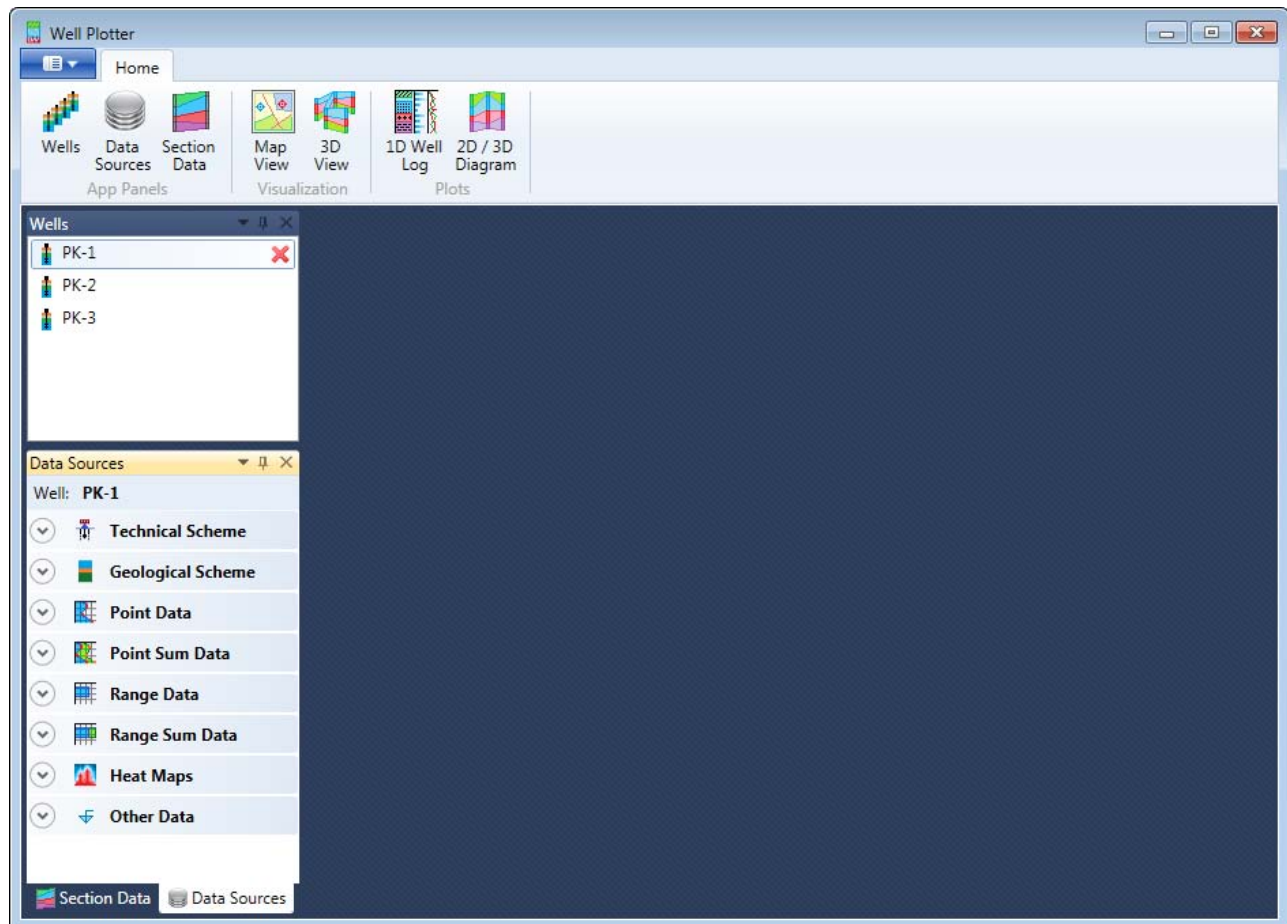 Well Plotter
Home
Wells
Data Sources
Section Data
Map View
3D View
1D Well Log
2D / 3D Diagram
App Panels
Visualization
Plots
Wells
PK-1
PK-2
PK-3
Data Sources
Well: PK-1
Technical Scheme
Geological Scheme
Point Data
Point Sum Data
Range Data
Range Sum Data
Heat Maps
Other Data
Section Data
Data Sources